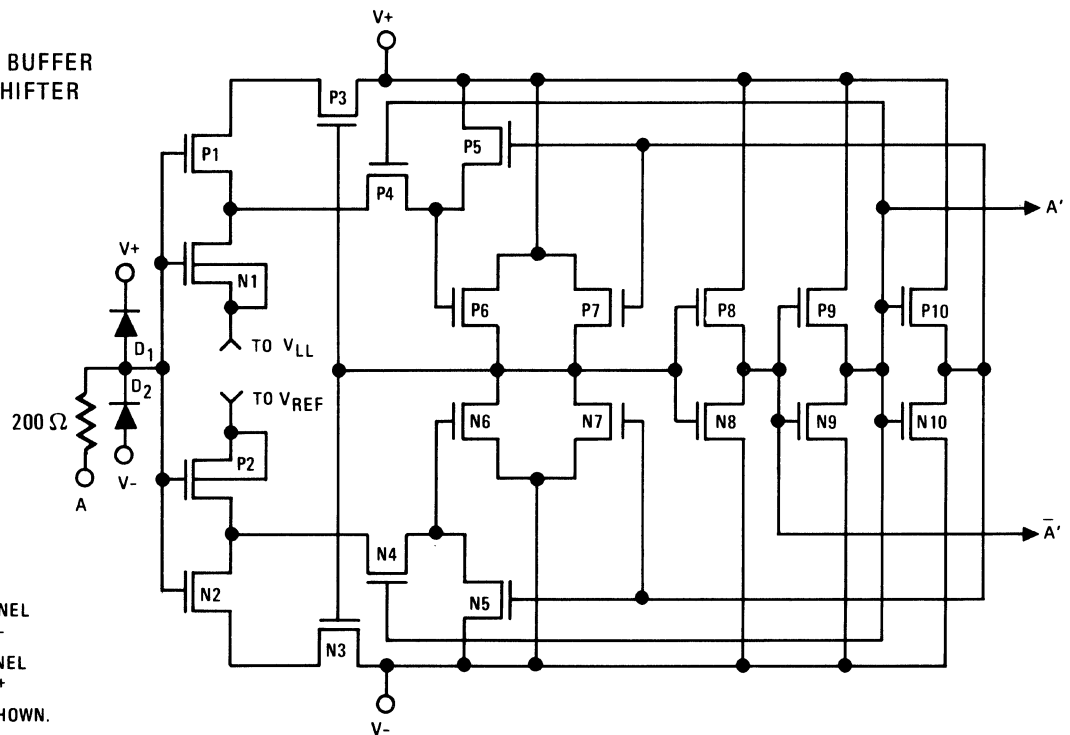 BUFFER
HIFTER
V+
P3
P1
P5
P4
N1
V+
P6
P7
P8
P9
P10
A'
D1
TO VLL
D2
TO VREF
200 Ω
N6
N7
N8
N9
N10
V-
A
P2
N4
A̅'
N2
N5
N3
V-
NEL
-
NEL
+
HOWN.